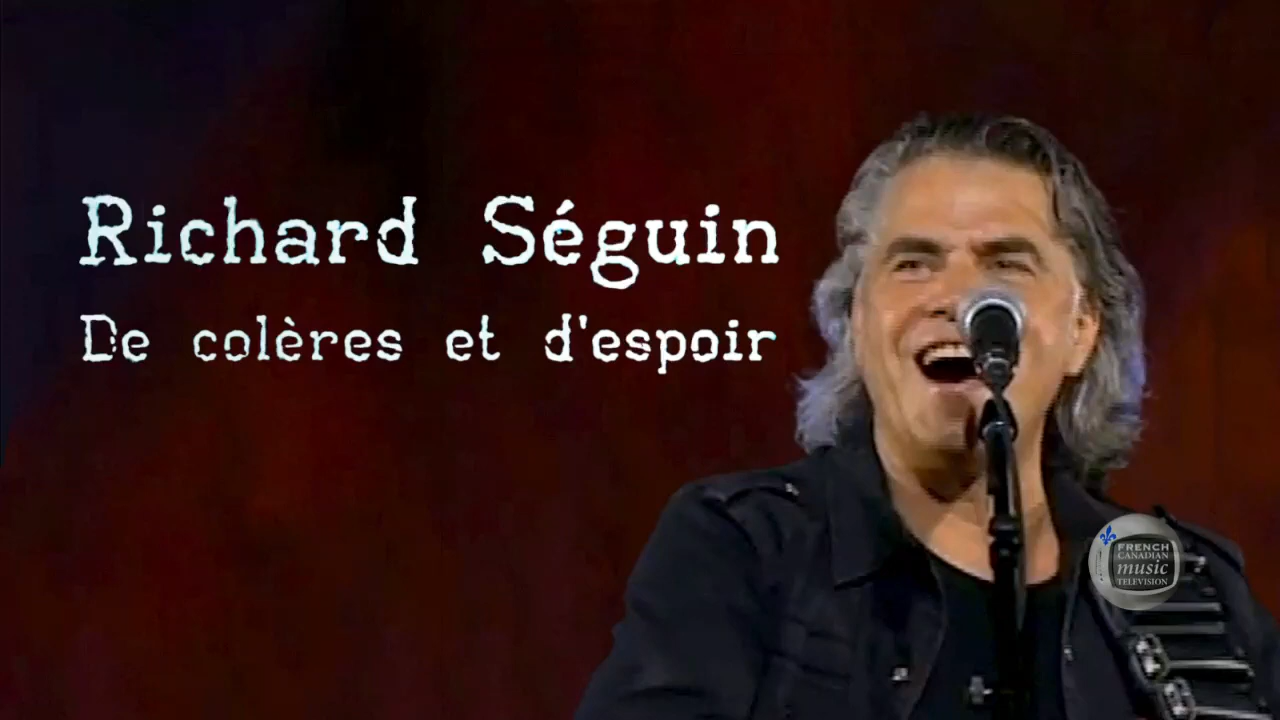 Richard Séguin
De colères et d'espoir
FRENCH
CANADIAN
music
TELEVISION